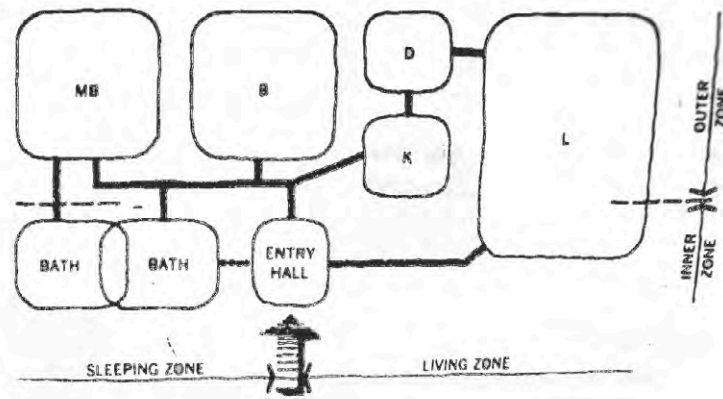 D
MB
B
OUTER
ZONE
L
K
BATH
BATH
ENTRY
HALL
INNER
ZONE
SLEEPING ZONE
LIVING ZONE